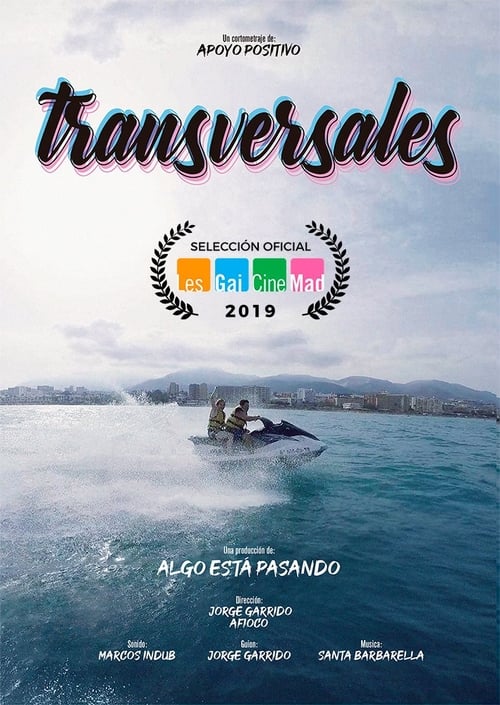 Un cortometraje de:
APOYO POSITIVO
transversales
SELECCIÓN OFICIAL
Les Gai Cine Mad
2019
Una producción de:
ALGO ESTÁ PASANDO
Dirección:
JORGE GARRIDO
AFIOCO
Sonido: Guion: Musica:
MARCOS INDUB JORGE GARRIDO SANTA BARBARELLA